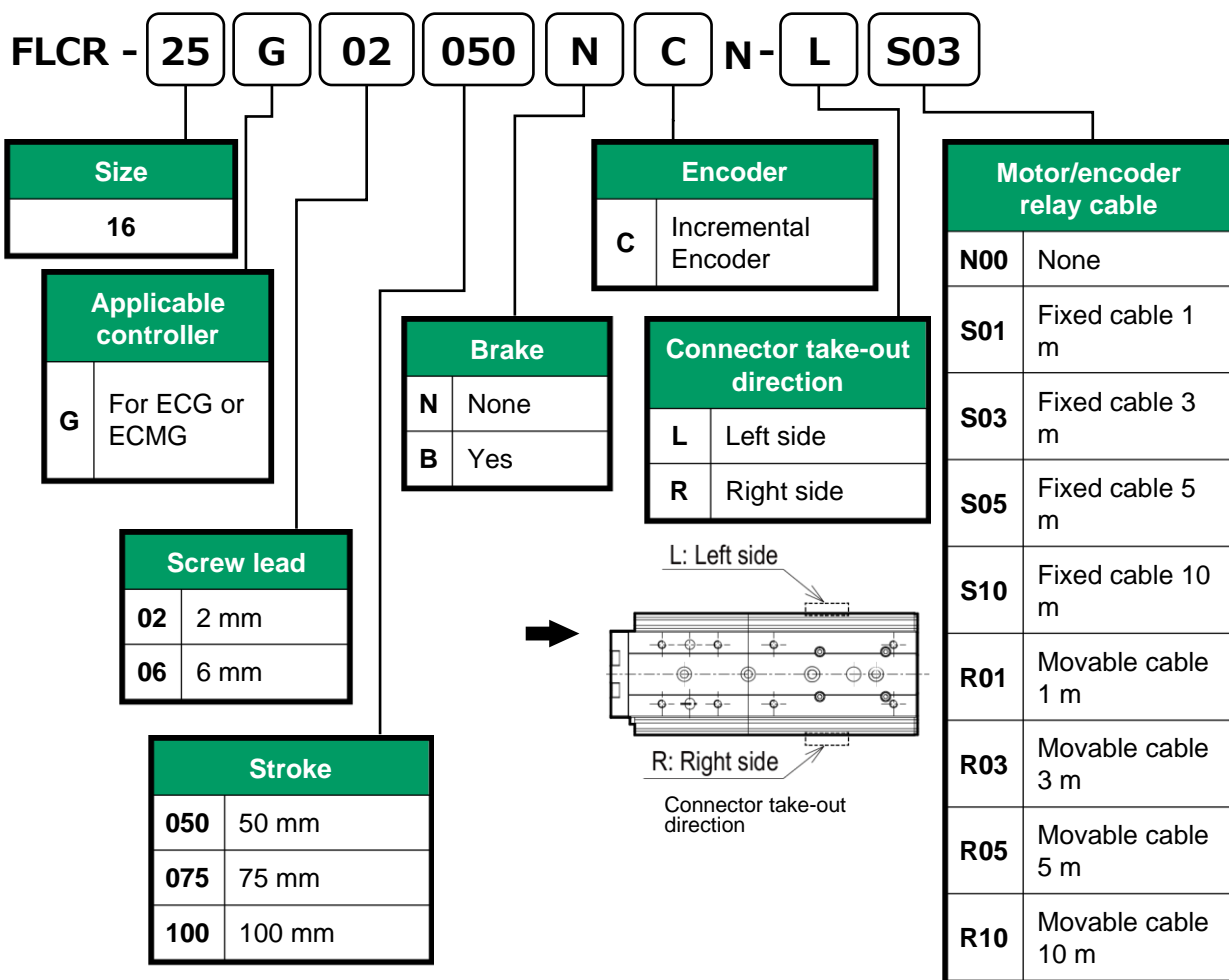 FLCR - 25 G 02 050 N C N- L S03
Size
16
Applicable
controller
G For ECG or
ECMG
Screw lead
02 2 mm
06 6 mm
Stroke
050 50 mm
075 75 mm
100 100 mm
Brake
N None
B Yes
Encoder
C Incremental
Encoder
Connector take-out
direction
L Left side
R Right side
L: Left side
R: Right side
Connector take-out
direction
Motor/encoder
relay cable
N00 None
S01 Fixed cable 1
m
S03 Fixed cable 3
m
S05 Fixed cable 5
m
S10 Fixed cable 10
m
R01 Movable cable
1 m
R03 Movable cable
3 m
R05 Movable cable
5 m
R10 Movable cable
10 m